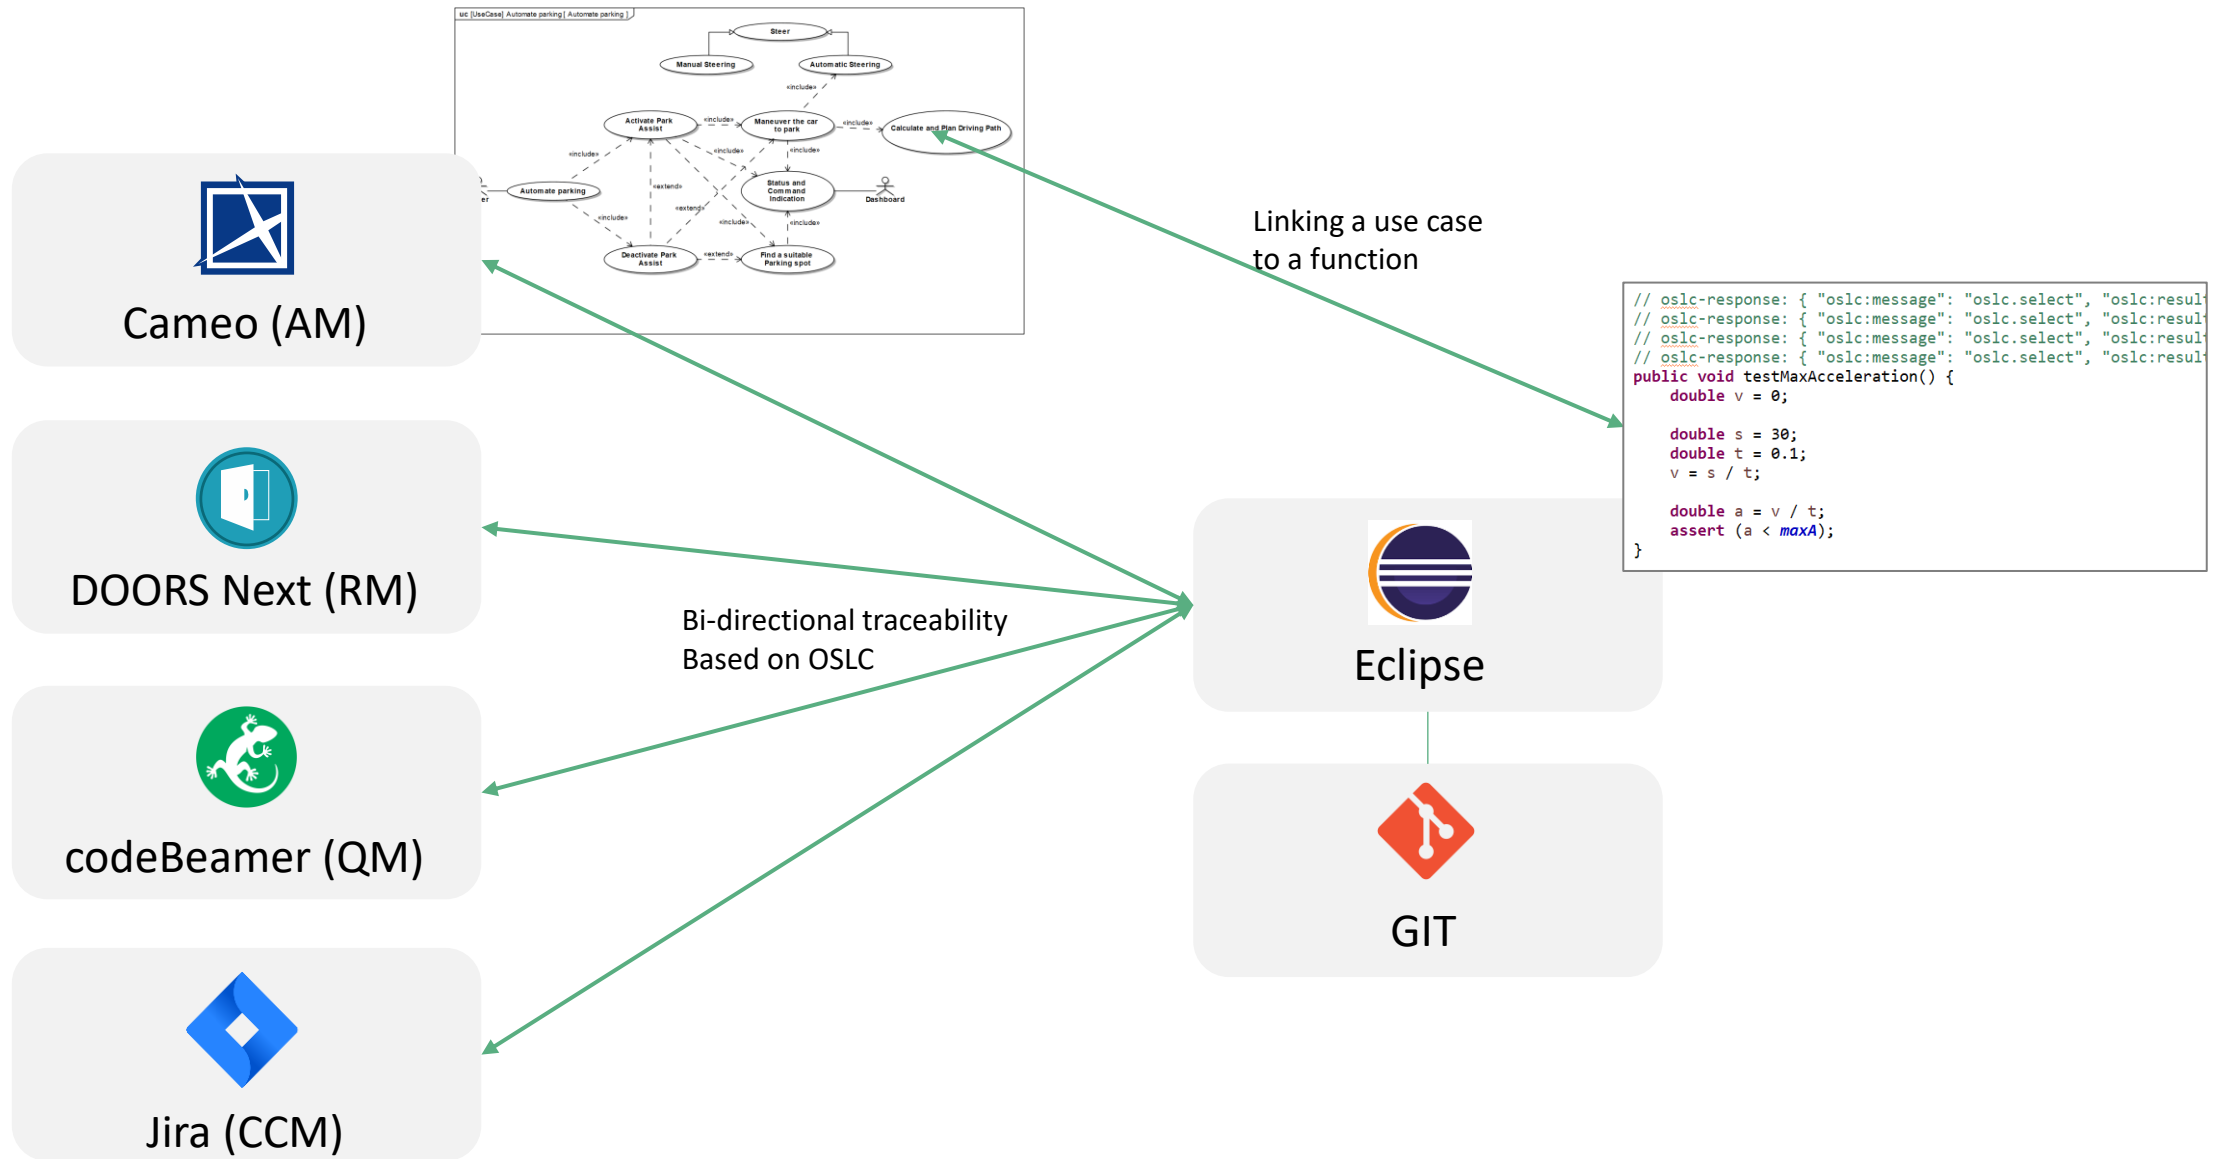 uc [UseCase] Automate parking [ Automate parking ]
Steer
Manual Steering
Automatic Steering
«include»
Activate Park
Assist
«include»
Maneuver the car
to park
«include»
Calculate and Plan Driving Path
«include»
«include»
«include»
Automate parking
«extend»
Status and
Command
Indication
Dashboard
er
«include»
«extend»
«include»
«include»
Deactivate Park
Assist
«extend»
Find a suitable
Parking spot
Cameo (AM)
DOORS Next (RM)
codeBeamer (QM)
Jira (CCM)
Bi-directional traceability
Based on OSLC
Linking a use case
to a function
// oslc-response: { "oslc:message": "oslc.select", "oslc:result
// oslc-response: { "oslc:message": "oslc.select", "oslc:result
// oslc-response: { "oslc:message": "oslc.select", "oslc:result
// oslc-response: { "oslc:message": "oslc.select", "oslc:result
public void testMaxAcceleration() {
double v = 0;
double s = 30;
double t = 0.1;
v = s / t;
double a = v / t;
assert (a < maxA);
}
Eclipse
GIT